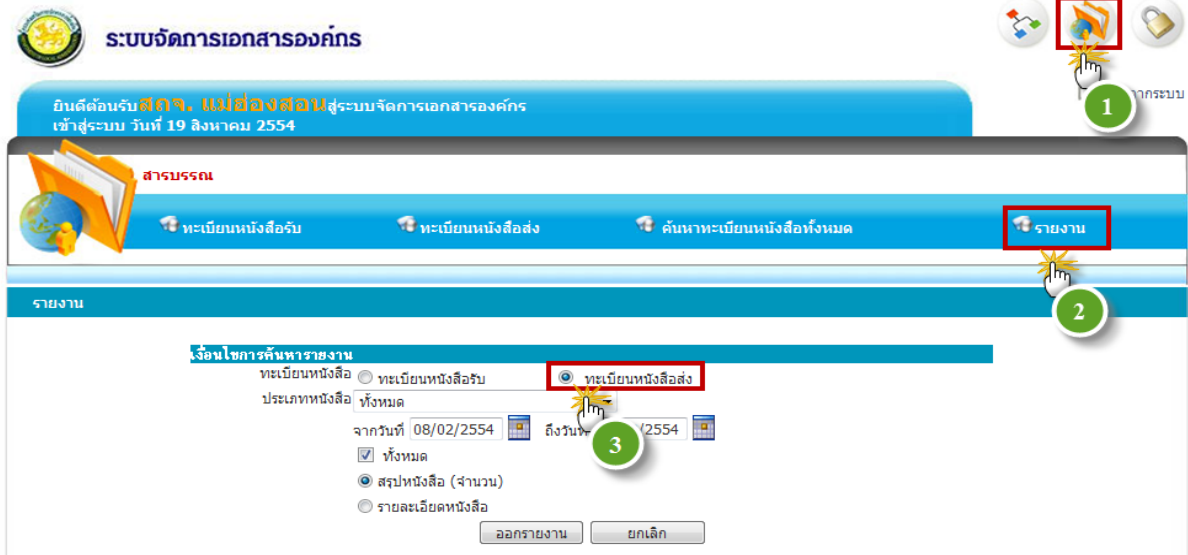 ระบบจัดการเอกสารองค์กร
1
ากระบบ
ยินดีต้อนรับสถจ. แม่ฮ่องสอนสู่ระบบจัดการเอกสารองค์กร
เข้าสู่ระบบ วันที่ 19 สิงหาคม 2554
สารบรรณ
ทะเบียนหนังสือรับ ทะเบียนหนังสือส่ง ค้นหาทะเบียนหนังสือทั้งหมด รายงาน
2
รายงาน
เงื่อนไขการค้นหารายงาน
ทะเบียนหนังสือ ทะเบียนหนังสือรับ ทะเบียนหนังสือส่ง
ประเภทหนังสือ ทั้งหมด
จากวันที่ 08/02/2554 ถึงวันที่ /2554
3
ทั้งหมด
สรุปหนังสือ (จำนวน)
รายละเอียดหนังสือ
ออกรายงาน ยกเลิก